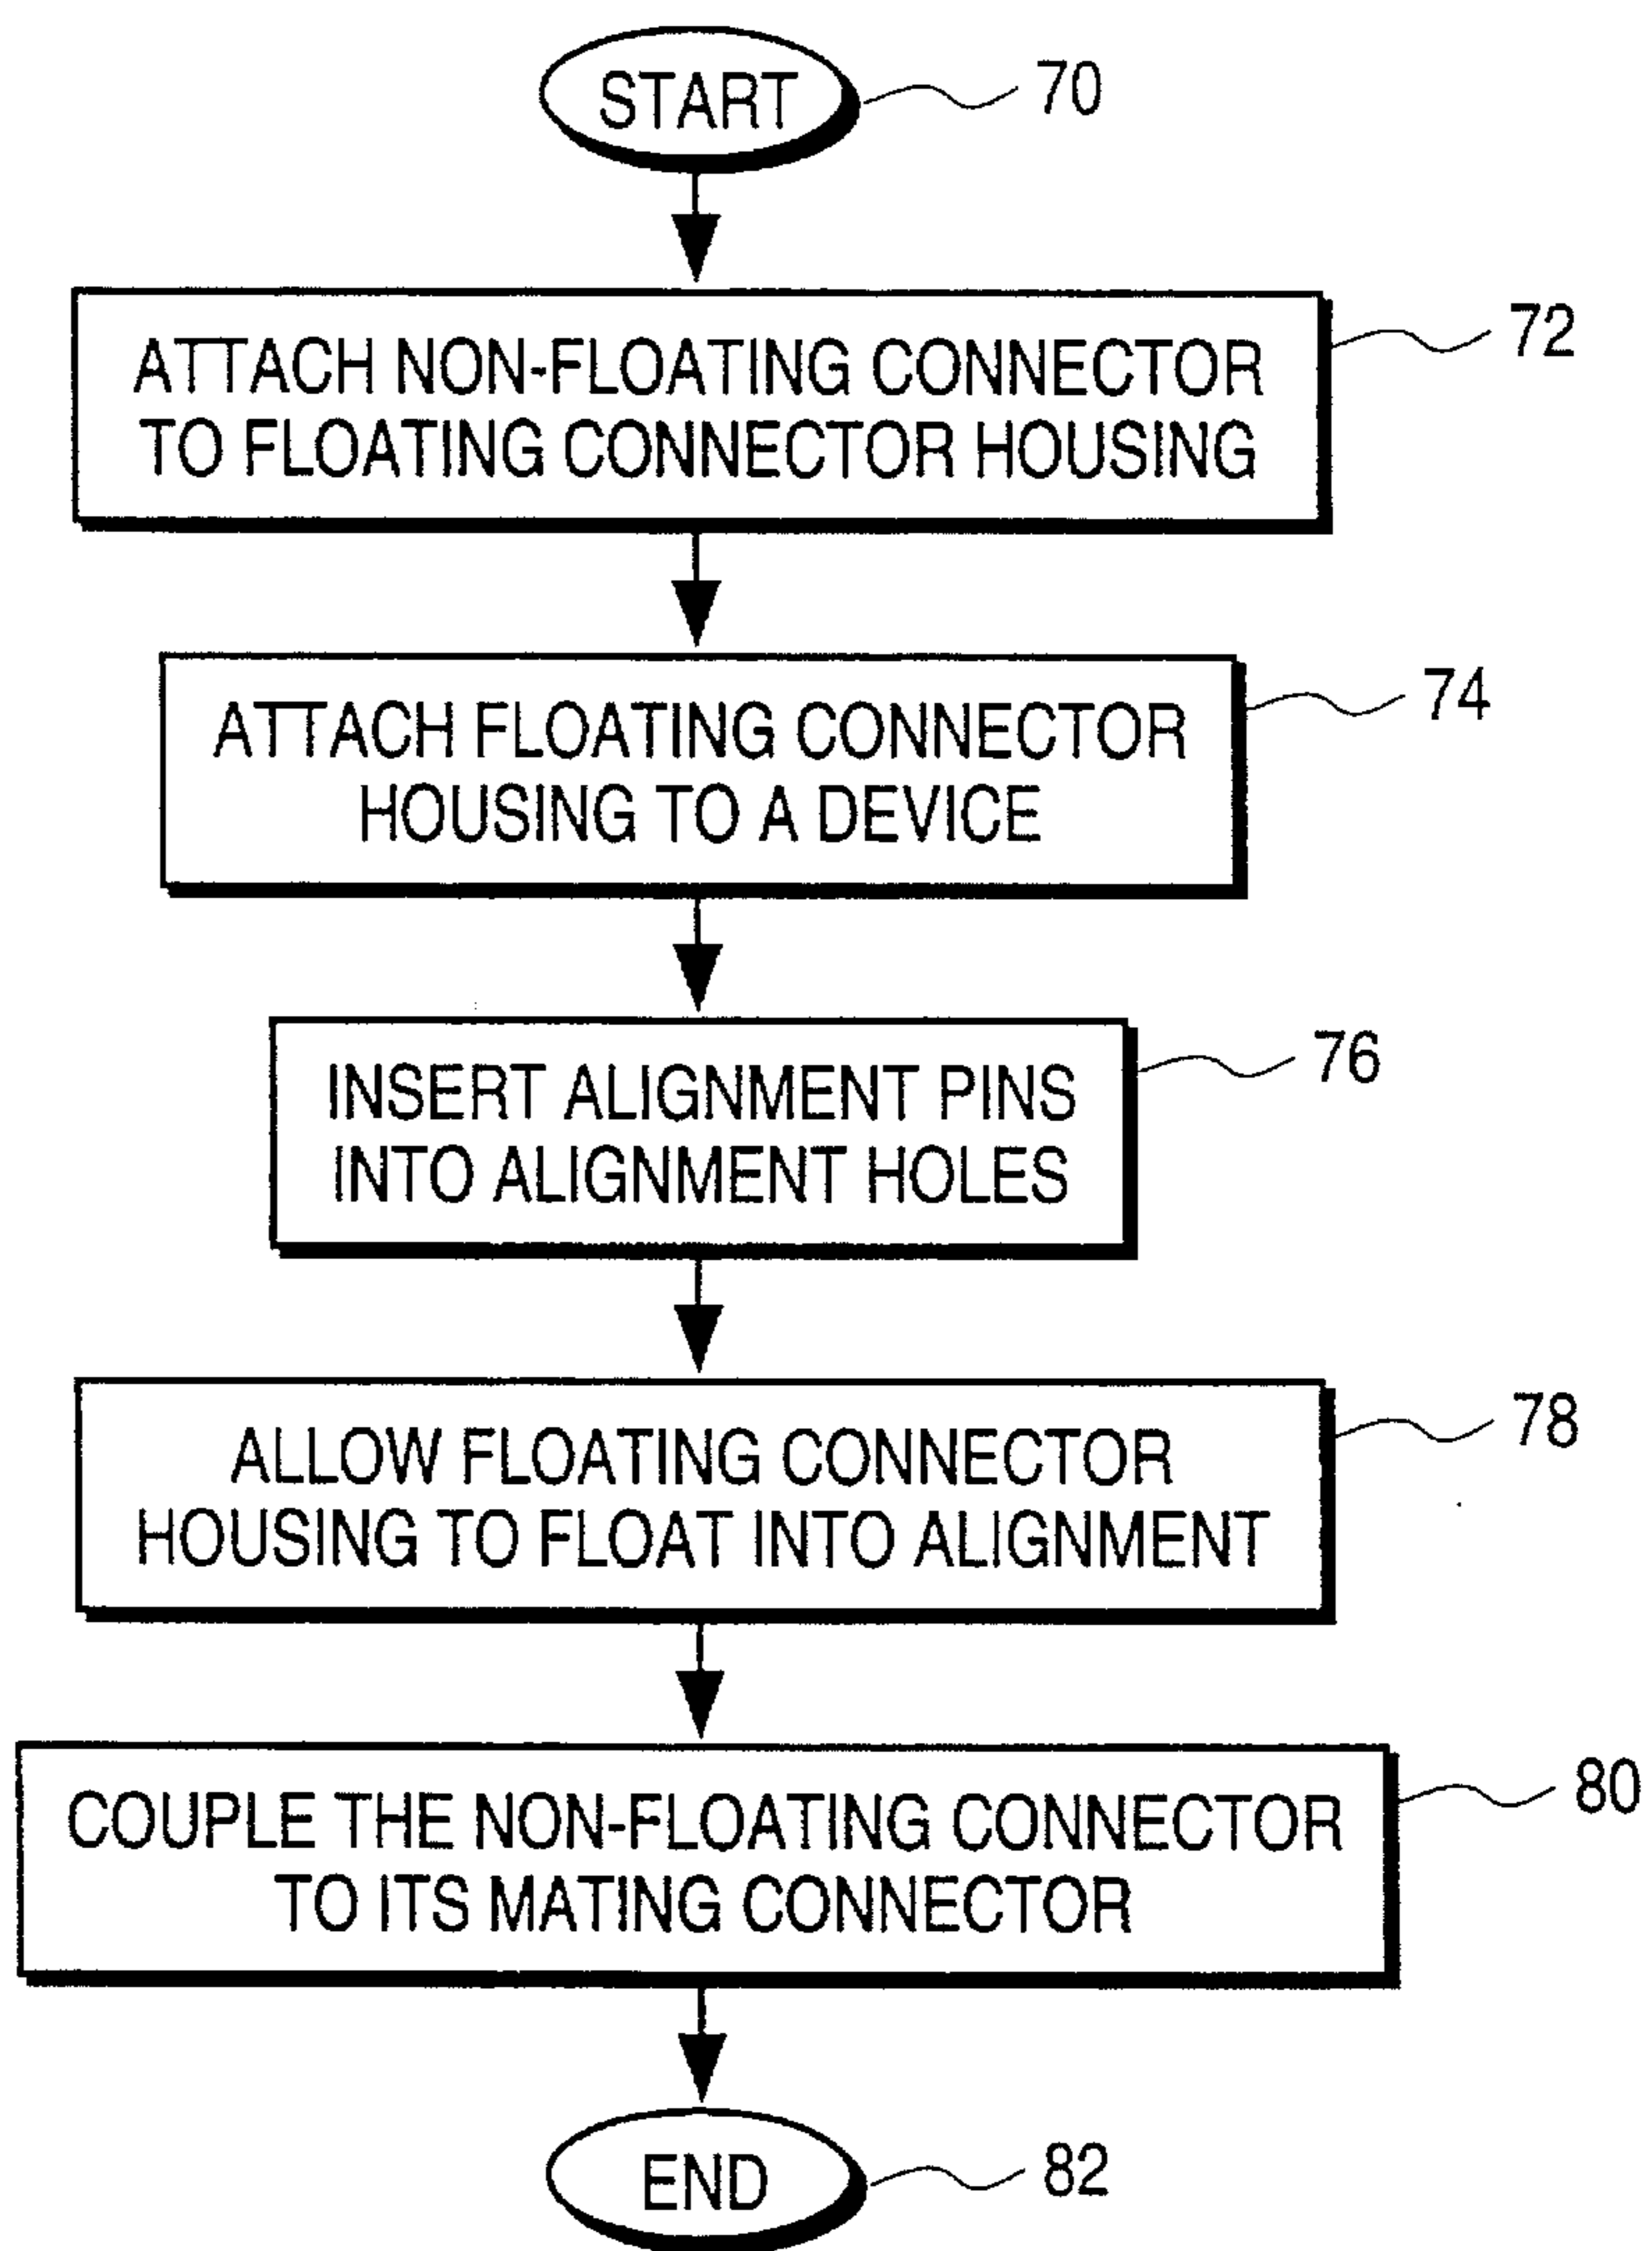 START
70
ATTACH NON-FLOATING CONNECTOR
TO FLOATING CONNECTOR HOUSING
72
ATTACH FLOATING CONNECTOR
HOUSING TO A DEVICE
74
INSERT ALIGNMENT PINS
INTO ALIGNMENT HOLES
76
ALLOW FLOATING CONNECTOR
HOUSING TO FLOAT INTO ALIGNMENT
78
COUPLE THE NON-FLOATING CONNECTOR
TO ITS MATING CONNECTOR
80
END
82